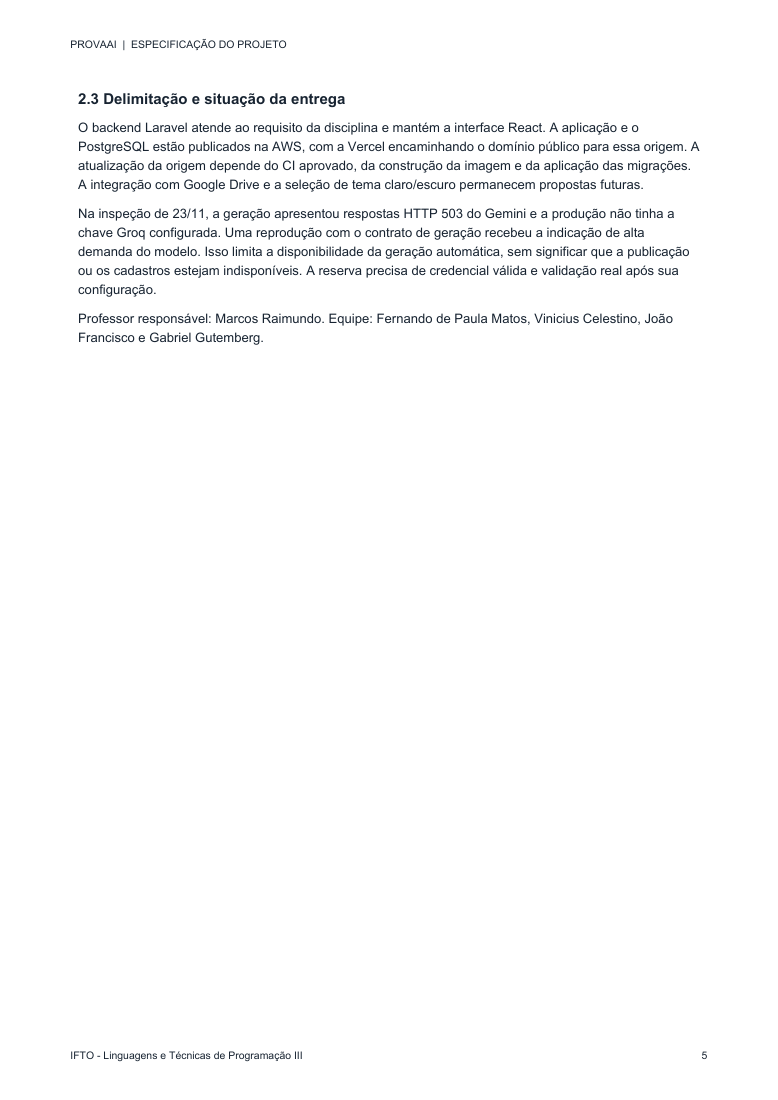 PROVAAI | ESPECIFICAÇÃO DO PROJETO
2.3 Delimitação e situação da entrega
O backend Laravel atende ao requisito da disciplina e mantém a interface React. A aplicação e o
PostgreSQL estão publicados na AWS, com a Vercel encaminhando o domínio público para essa origem. A
atualização da origem depende do CI aprovado, da construção da imagem e da aplicação das migrações.
A integração com Google Drive e a seleção de tema claro/escuro permanecem propostas futuras.
Na inspeção de 23/11, a geração apresentou respostas HTTP 503 do Gemini e a produção não tinha a
chave Groq configurada. Uma reprodução com o contrato de geração recebeu a indicação de alta
demanda do modelo. Isso limita a disponibilidade da geração automática, sem significar que a publicação
ou os cadastros estejam indisponíveis. A reserva precisa de credencial válida e validação real após sua
configuração.
Professor responsável: Marcos Raimundo. Equipe: Fernando de Paula Matos, Vinicius Celestino, João
Francisco e Gabriel Gutemberg.
IFTO - Linguagens e Técnicas de Programação III
5